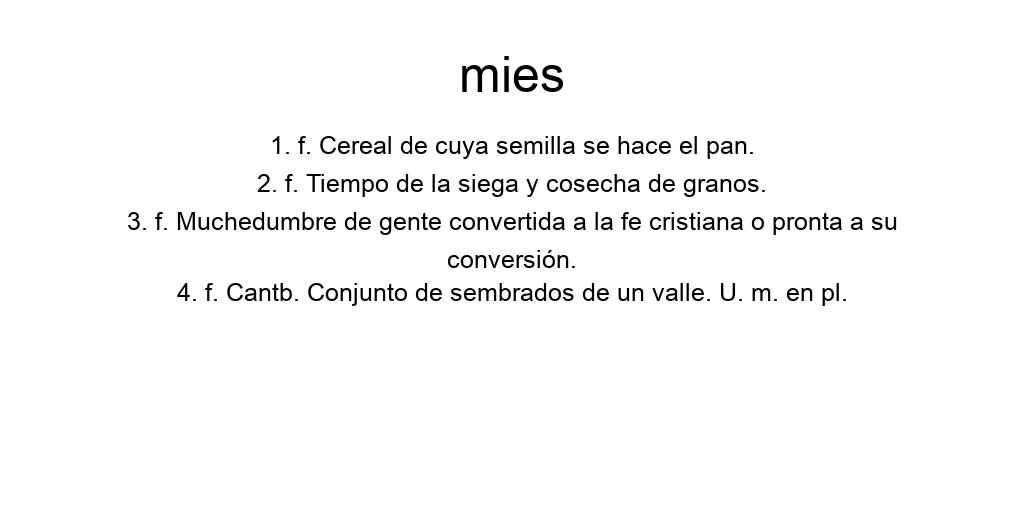 mies
1. f. Cereal de cuya semilla se hace el pan.
2. f. Tiempo de la siega y cosecha de granos.
3. f. Muchedumbre de gente convertida a la fe cristiana o pronta a su
conversión.
4. f. Cantb. Conjunto de sembrados de un valle. U. m. en pl.